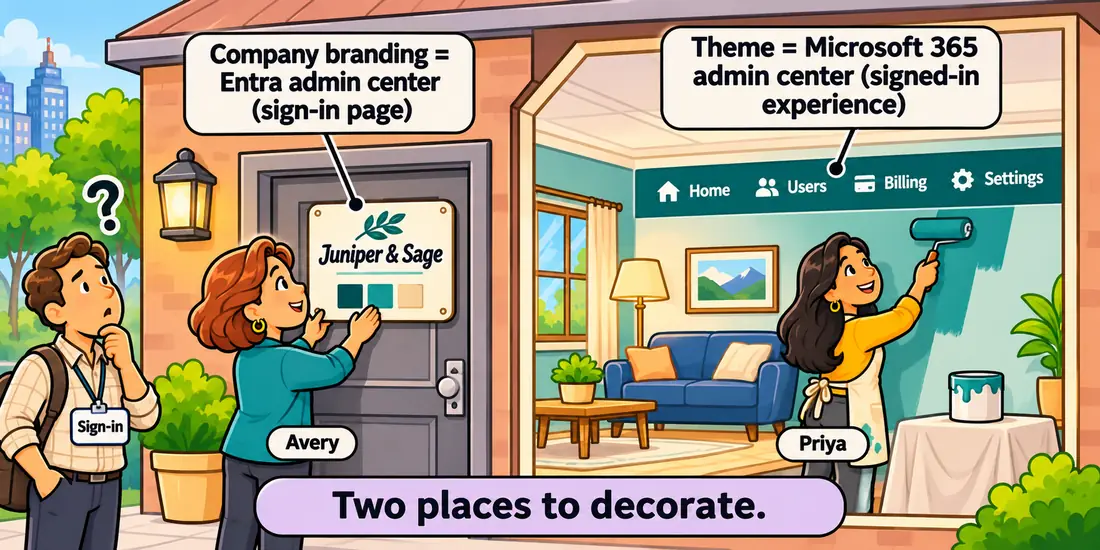 Company branding =
Entra admin center
(sign-in page)
Theme = Microsoft 365
admin center (signed-in
experience)
Home
Users
Billing
Settings
?
Juniper & Sage
Sign-in
Avery
Priya
Two places to decorate.